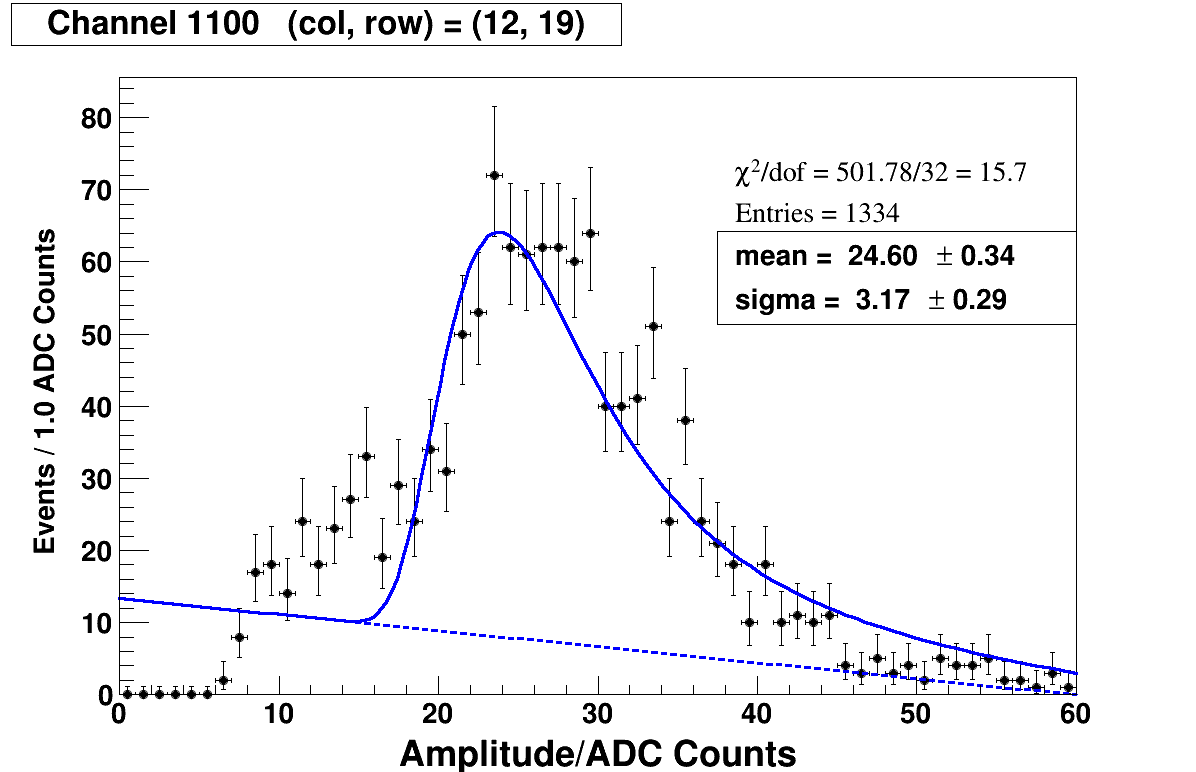 Channel 1100 (col, row) = (12, 19)
χ²/dof = 501.78/32 = 15.7
Entries = 1334
mean = 24.60 ± 0.34
sigma = 3.17 ± 0.29
Events / 1.0 ADC Counts
80
70
60
50
40
30
20
10
0
0 10 20 30 40 50 60
Amplitude/ADC Counts